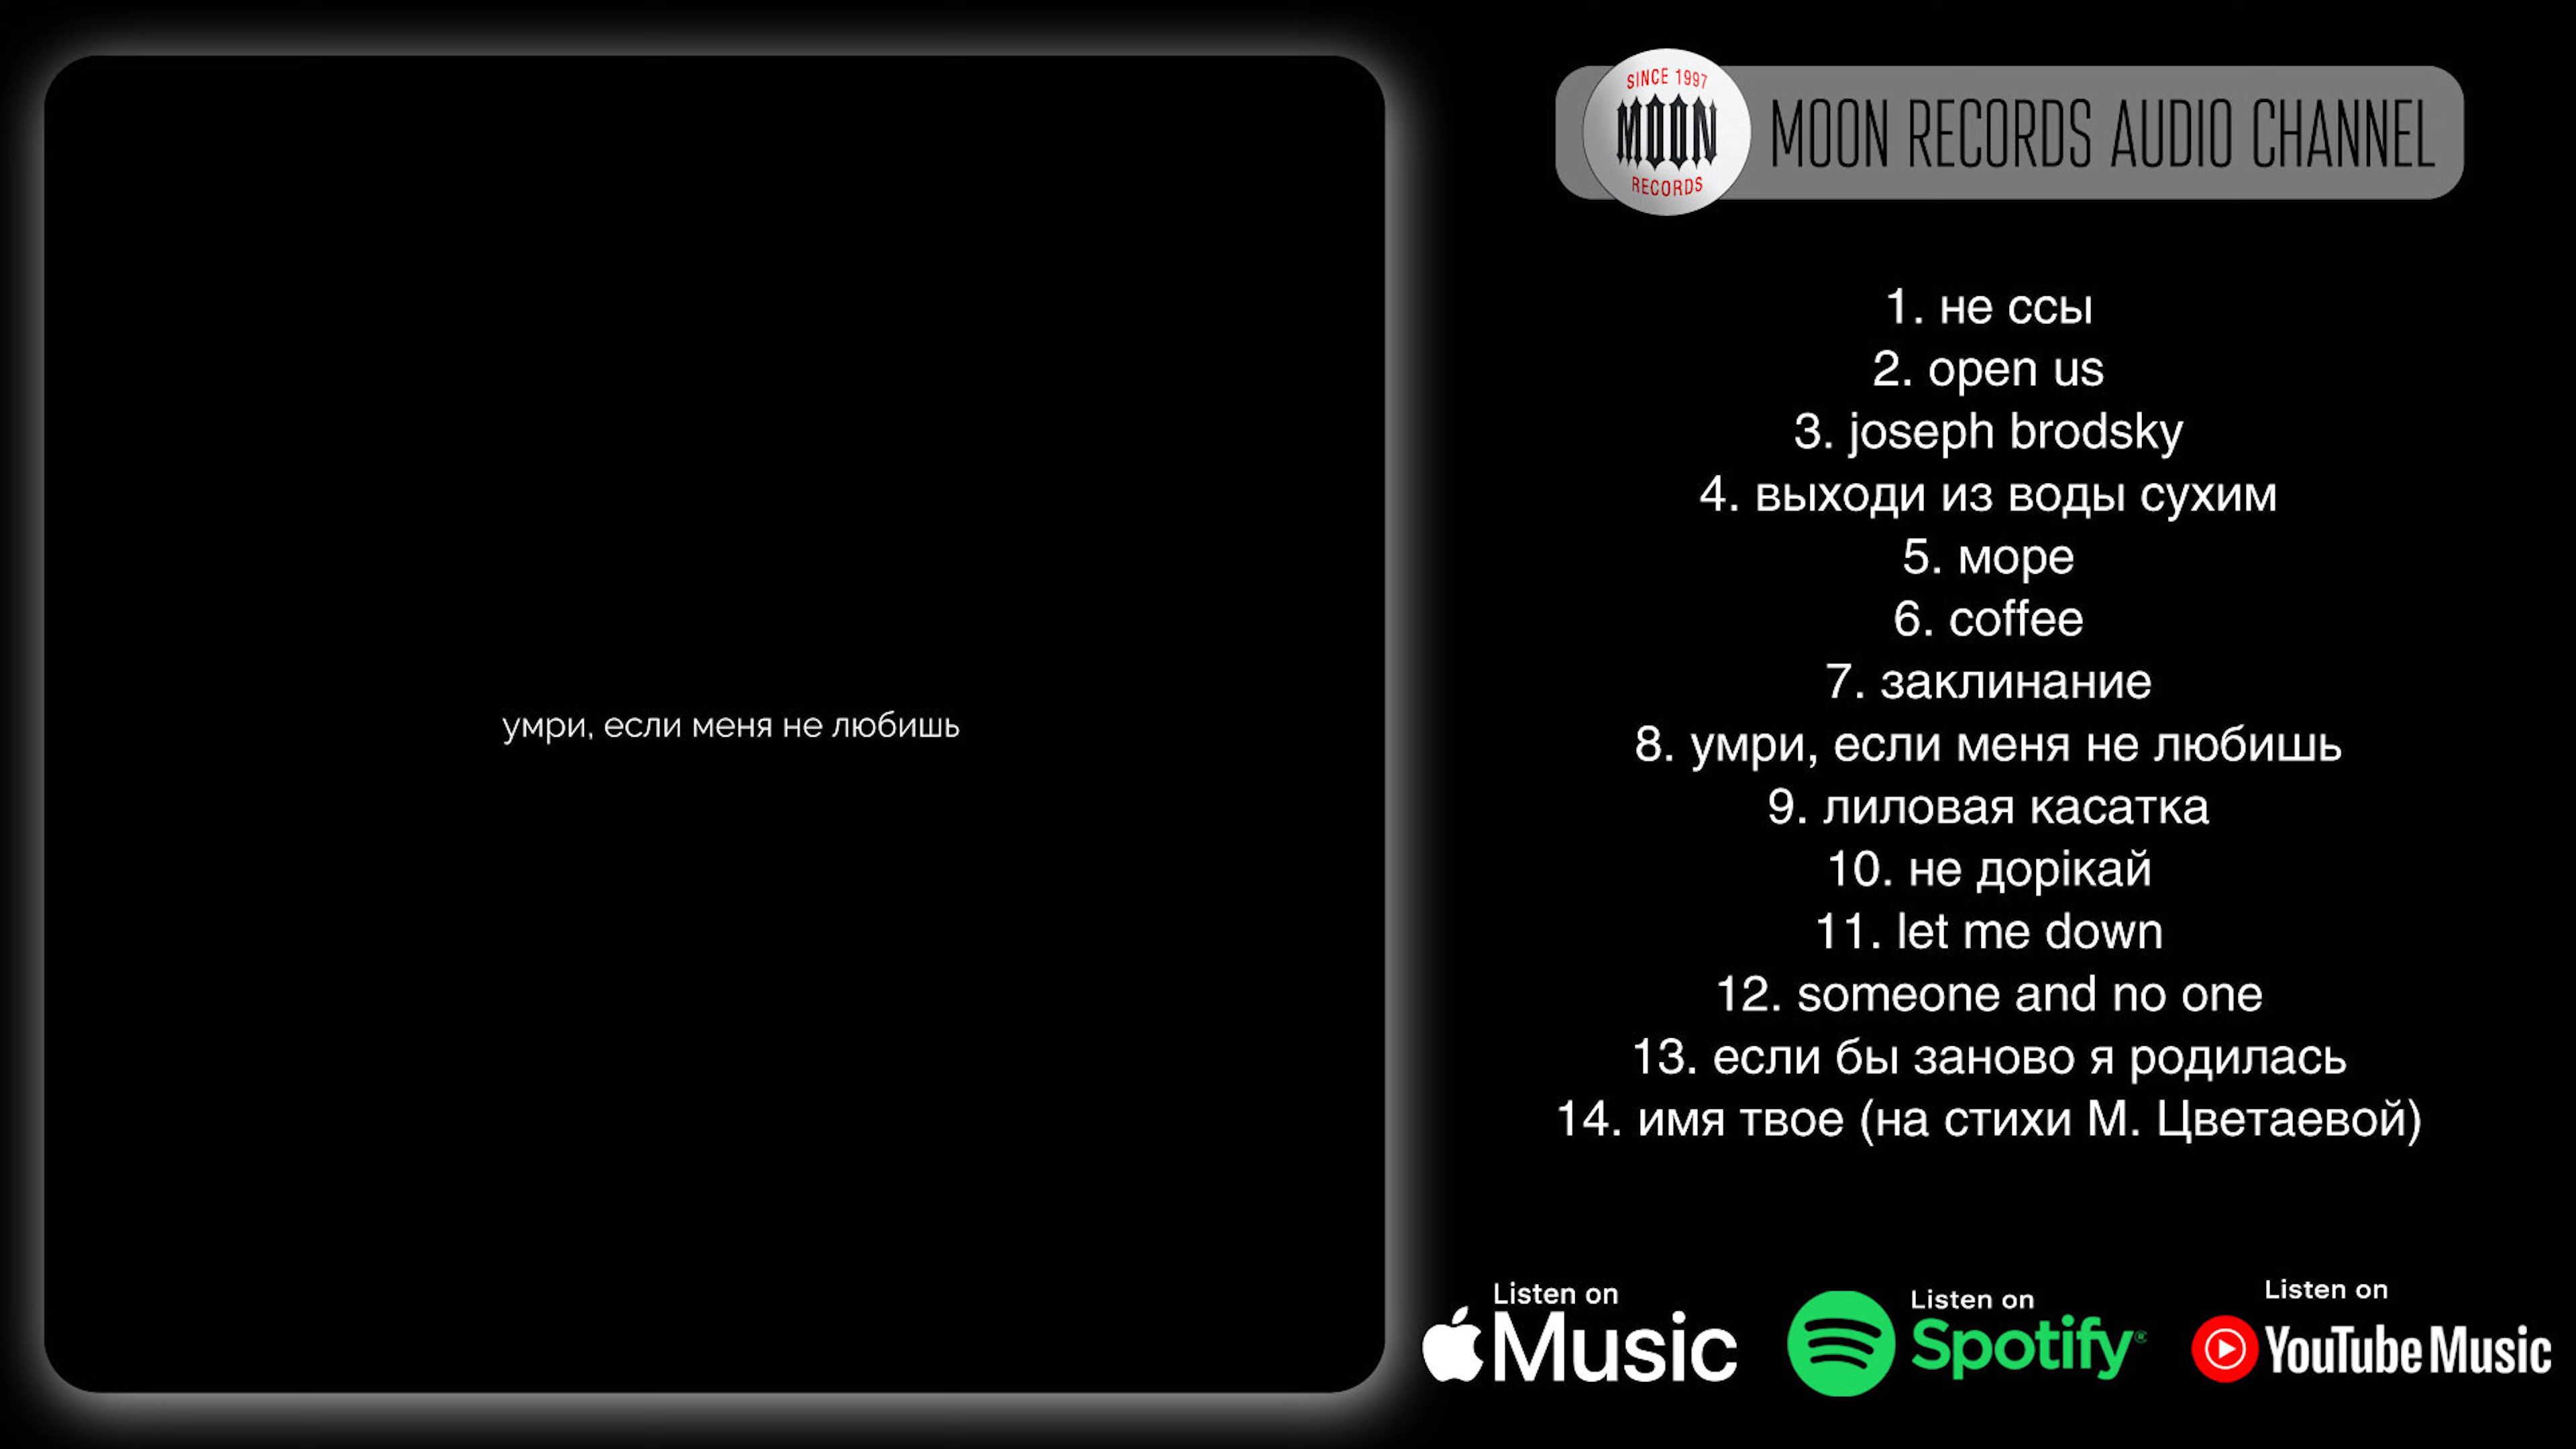 умри, если меня не любишь
SINCE 1997
MOON
RECORDS
MOON RECORDS AUDIO CHANNEL
1. не ссы
2. open us
3. joseph brodsky
4. выходи из воды сухим
5. море
6. coffee
7. заклинание
8. умри, если меня не любишь
9. лиловая касатка
10. не дорікай
11. let me down
12. someone and no one
13. если бы заново я родилась
14. имя твое (на стихи М. Цветаевой)
Listen on
Music
Listen on
Spotify®
Listen on
YouTube Music